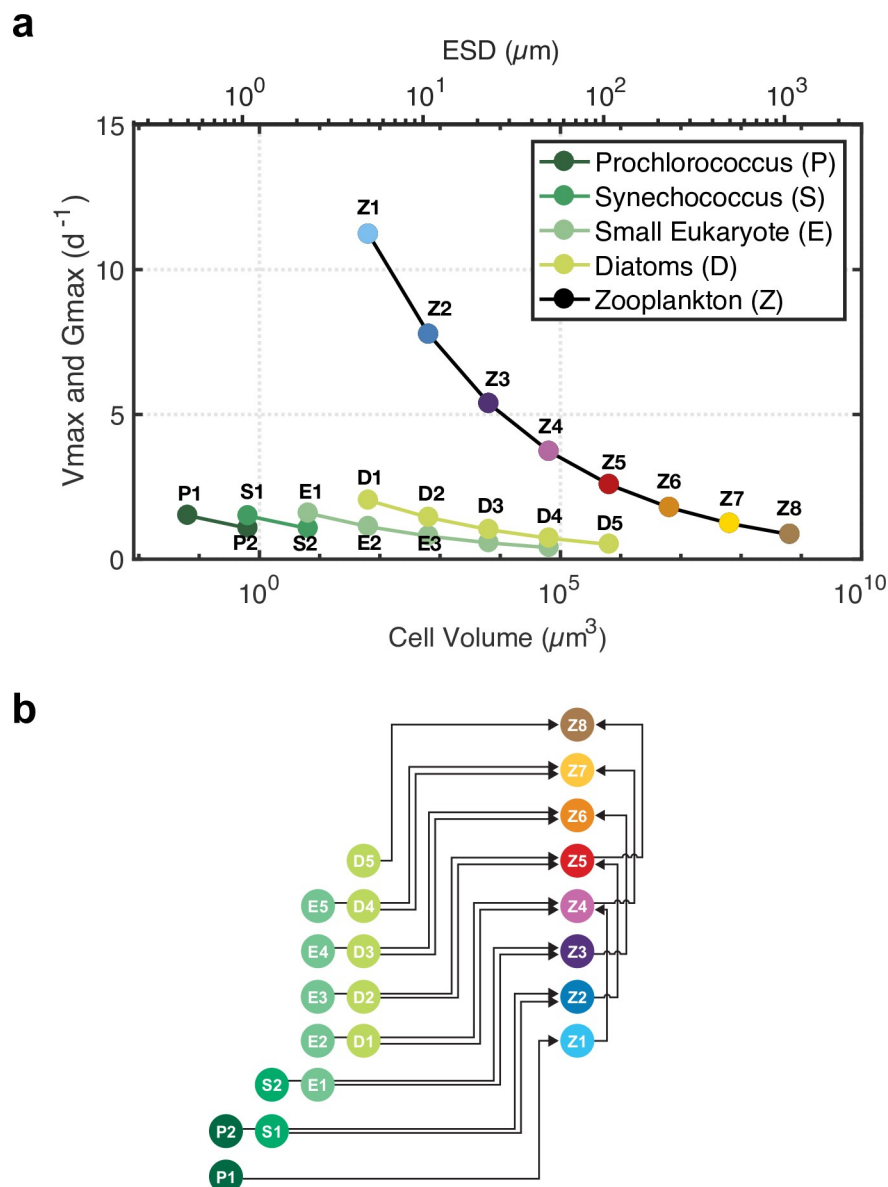 a
ESD (µm)
10^0 10^1 10^2 10^3
15
10
5
0
Vmax and Gmax (d^-1)
Prochlorococcus (P)
Synechococcus (S)
Small Eukaryote (E)
Diatoms (D)
Zooplankton (Z)
Z1
Z2
Z3
Z4
Z5
Z6
Z7
Z8
P1 S1 E1 D1 D2 D3 D4 D5
P2 S2 E2 E3
10^0 10^5 10^10
Cell Volume (µm^3)
b
Z8
Z7
Z6
D5 Z5
E5 D4 Z4
E4 D3 Z3
E3 D2 Z2
E2 D1 Z1
S2 E1
P2 S1
P1